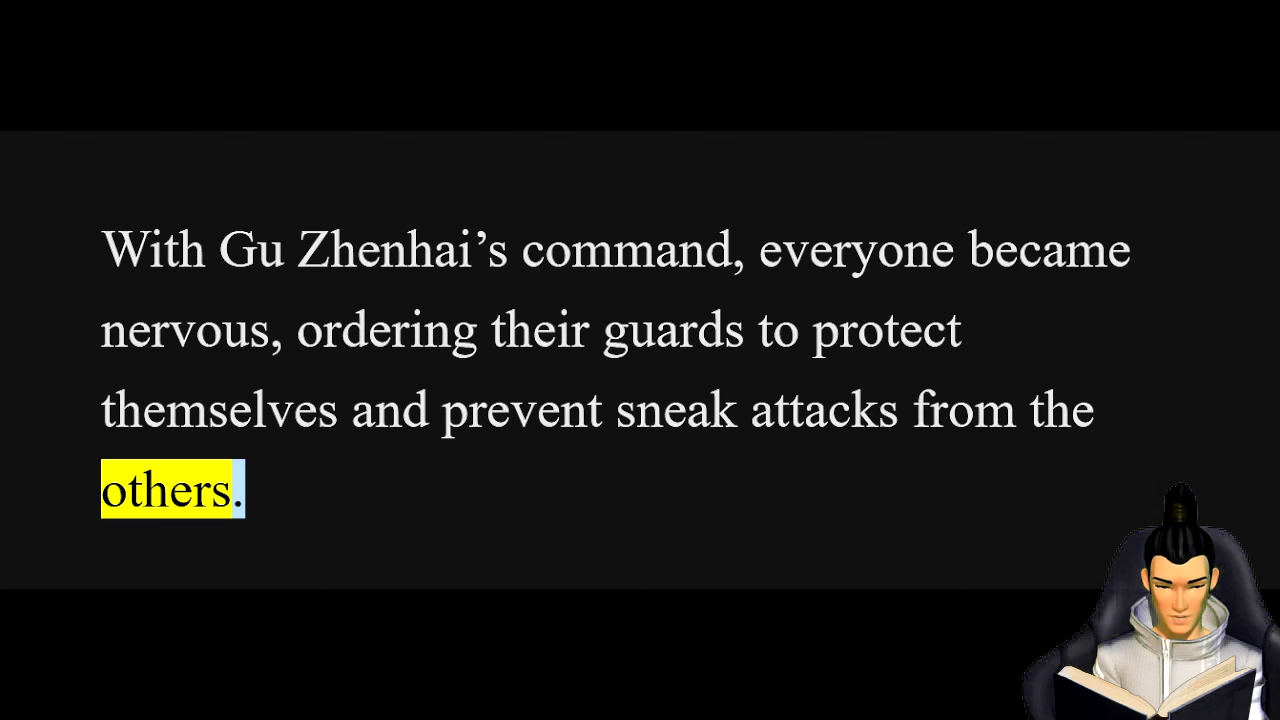 With Gu Zhenhai’s command, everyone became
nervous, ordering their guards to protect
themselves and prevent sneak attacks from the
others.